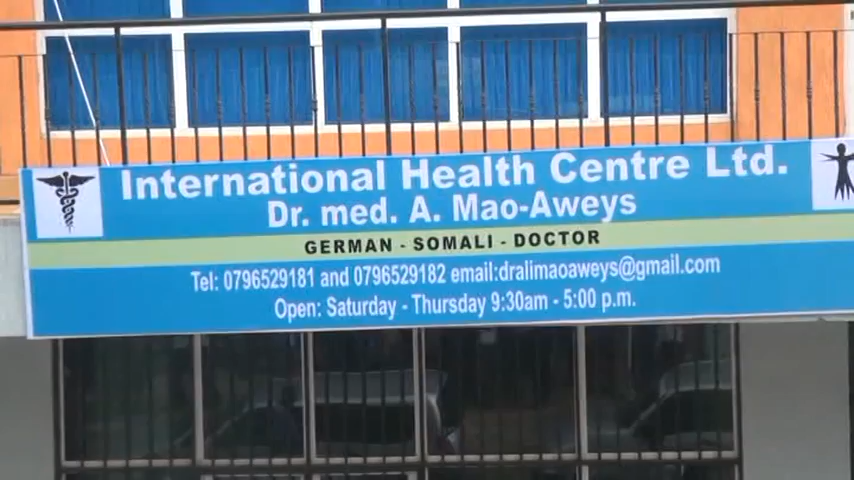 International Health Centre Ltd.
Dr. med. A. Mao-Aweys
GERMAN - SOMALI - DOCTOR
Tel: 0796529181 and 0796529182 email:dralimaoaweys@gmail.com
Open: Saturday - Thursday 9:30am - 5:00 p.m.